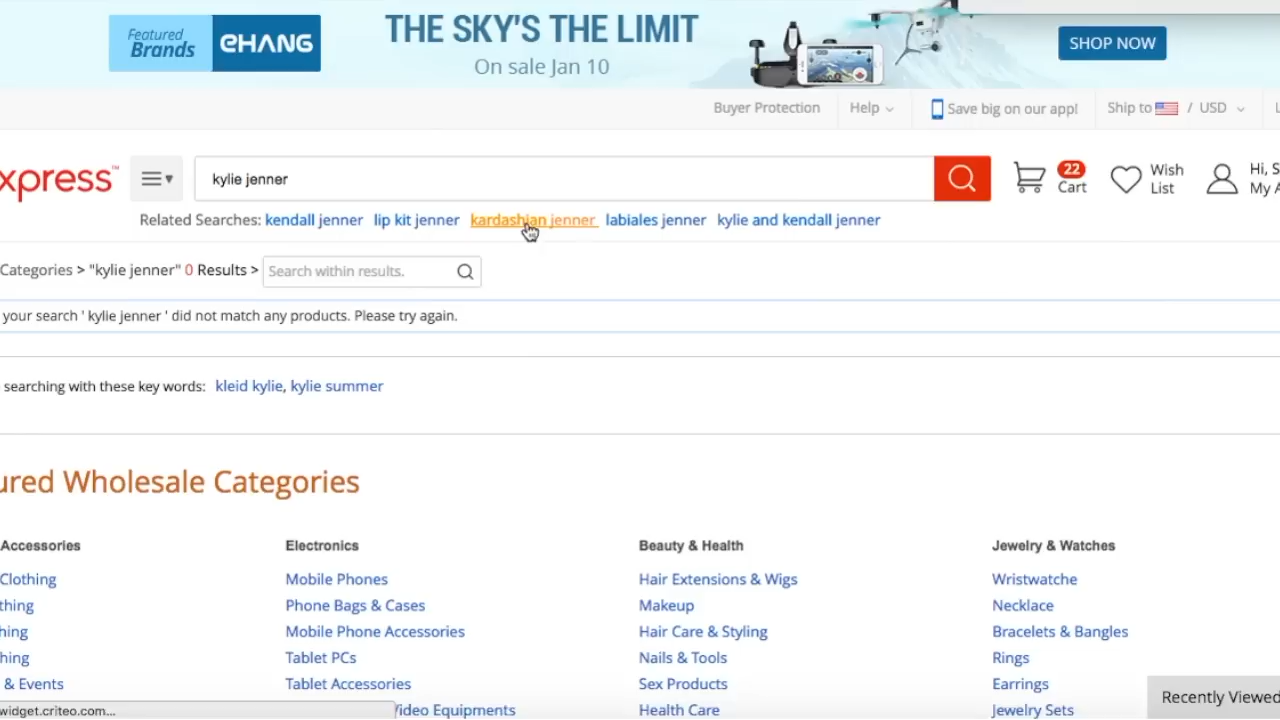 Featured Brands EHANG
THE SKY'S THE LIMIT
On sale Jan 10
SHOP NOW
Buyer Protection Help Save big on our app! Ship to / USD
xpress™ kylie jenner 22 Cart Wish List Hi, S My A
Related Searches: kendall jenner lip kit jenner kardashian jenner labiales jenner kylie and kendall jenner
Categories > "kylie jenner" 0 Results > Search within results.
your search ' kylie jenner ' did not match any products. Please try again.
searching with these key words: kleid kylie, kylie summer
ured Wholesale Categories
Accessories Electronics Beauty & Health Jewelry & Watches
Clothing Mobile Phones Hair Extensions & Wigs Wristwatche
thing Phone Bags & Cases Makeup Necklace
hing Mobile Phone Accessories Hair Care & Styling Bracelets & Bangles
hing Tablet PCs Nails & Tools Rings
& Events Tablet Accessories Sex Products Earrings
widget.criteo.com... Video Equipments Health Care Jewelry Sets
Recently Viewed